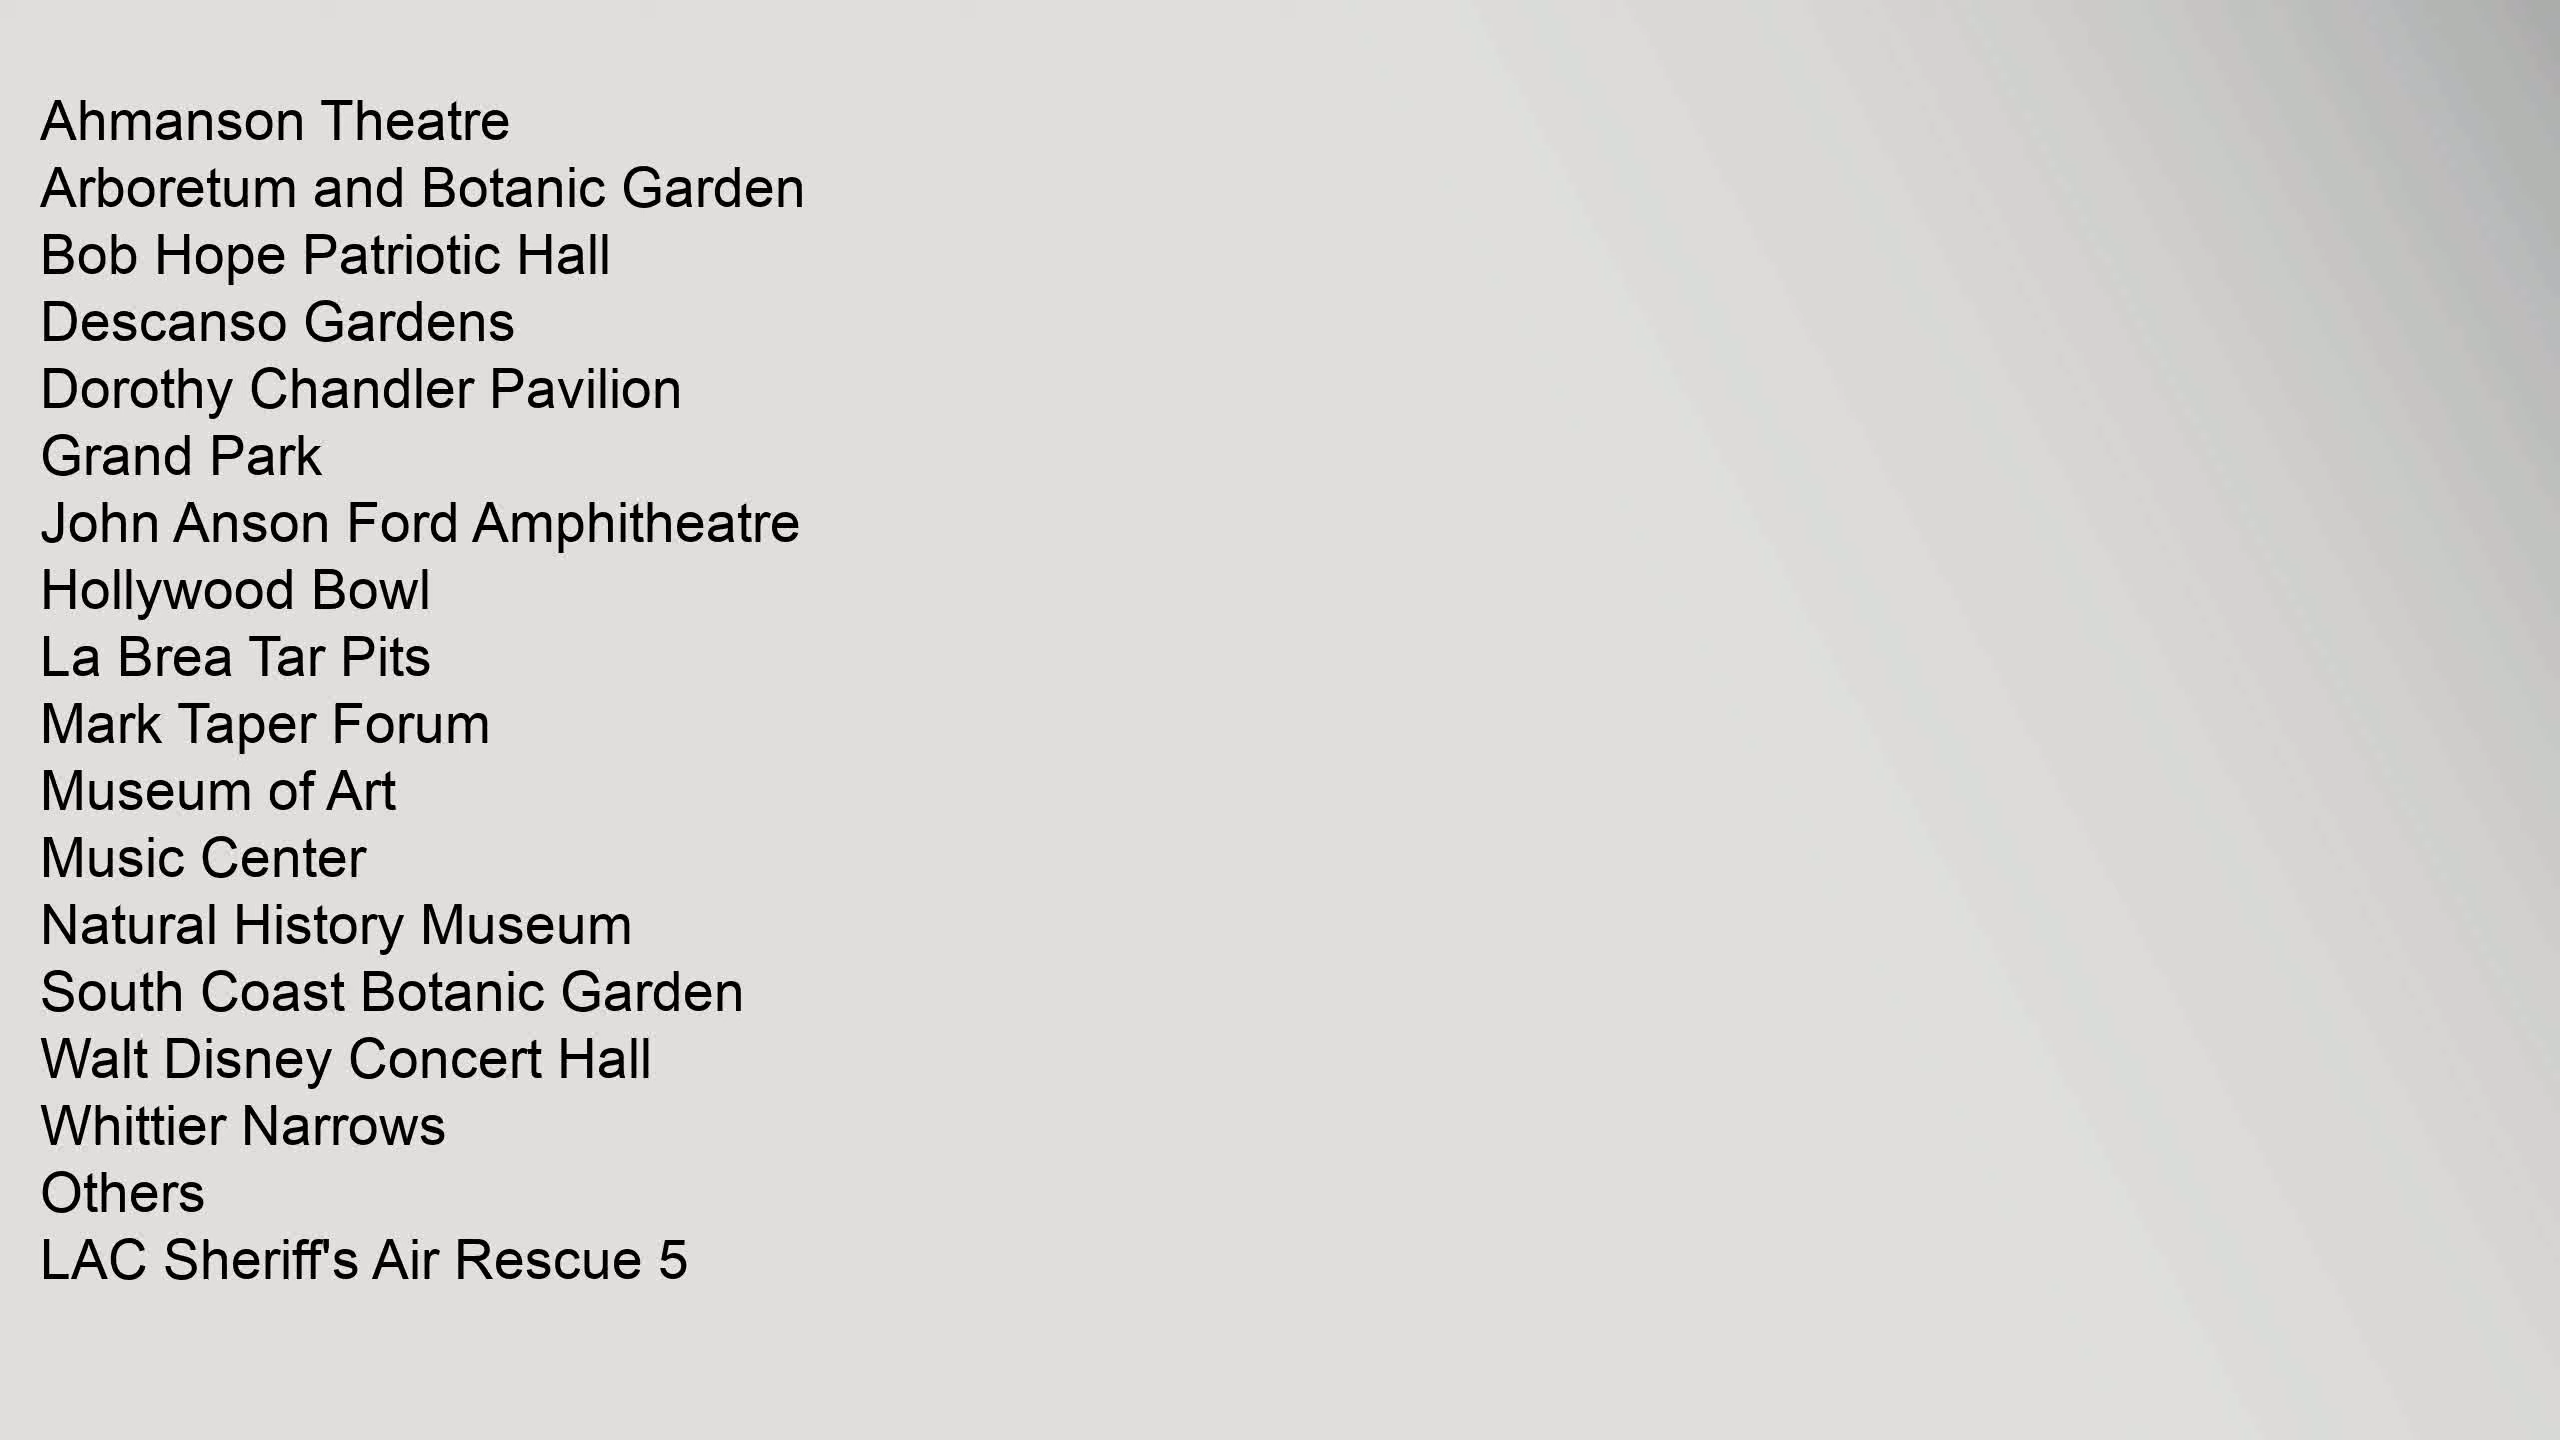 Ahmanson Theatre
Arboretum and Botanic Garden
Bob Hope Patriotic Hall
Descanso Gardens
Dorothy Chandler Pavilion
Grand Park
John Anson Ford Amphitheatre
Hollywood Bowl
La Brea Tar Pits
Mark Taper Forum
Museum of Art
Music Center
Natural History Museum
South Coast Botanic Garden
Walt Disney Concert Hall
Whittier Narrows
Others
LAC Sheriff's Air Rescue 5